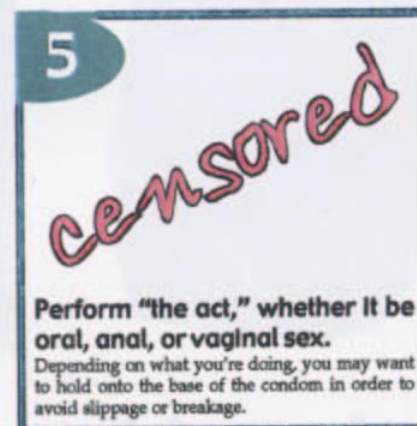 5
censored
Perform "the act," whether it be
oral, anal, or vaginal sex.
Depending on what you're doing, you may want
to hold onto the base of the condom in order to
avoid slippage or breakage.